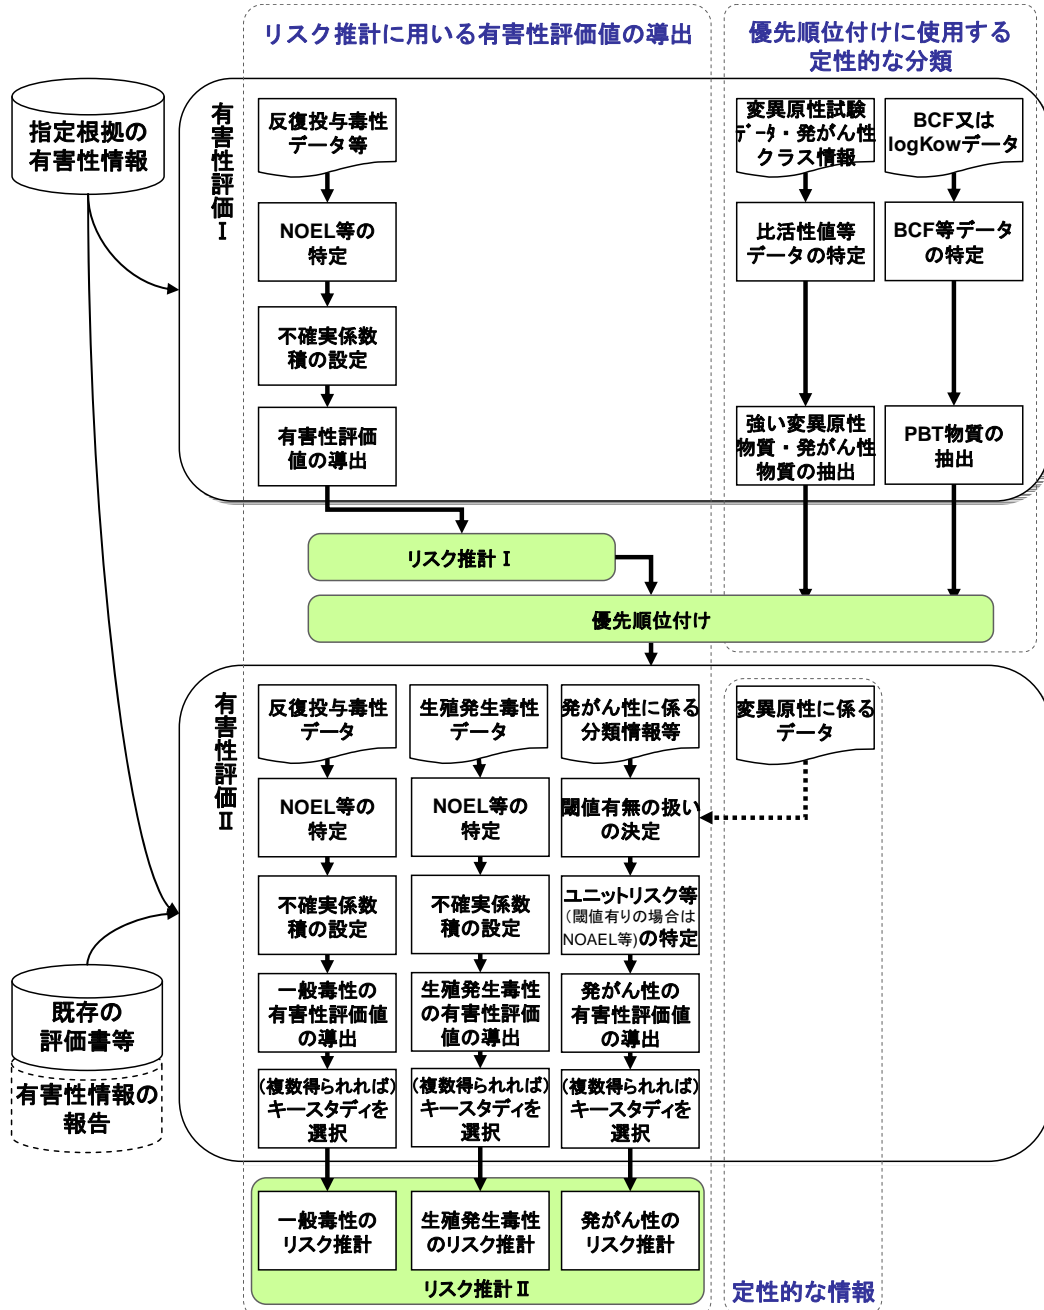 リスク推計に用いる有害性評価値の導出
優先順位付けに使用する
定性的な分類
指定根拠の
有害性情報
有害性評価Ⅰ
反復投与毒性
データ等
NOEL等の
特定
不確実係数
積の設定
有害性評価
値の導出
変異原性試験
ﾃﾞｰﾀ・発がん性
クラス情報
比活性値等
データの特定
強い変異原性
物質・発がん性
物質の抽出
BCF又は
logKowデータ
BCF等データ
の特定
PBT物質の
抽出
リスク推計Ⅰ
優先順位付け
有害性評価Ⅱ
反復投与毒性
データ
NOEL等の
特定
不確実係数
積の設定
一般毒性の
有害性評価値
の導出
(複数得られれば)
キースタディを
選択
生殖発生毒性
データ
NOEL等の
特定
不確実係数
積の設定
生殖発生毒性
の有害性評価
値の導出
(複数得られれば)
キースタディを
選択
発がん性に係る
分類情報等
閾値有無の扱い
の決定
ユニットリスク等
（閾値有りの場合は
NOAEL等)の特定
発がん性の
有害性評価値
の導出
(複数得られれば)
キースタディを
選択
変異原性に係る
データ
既存の
評価書等
有害性情報の
報告
一般毒性の
リスク推計
生殖発生毒性
のリスク推計
発がん性の
リスク推計
リスク推計Ⅱ
定性的な情報